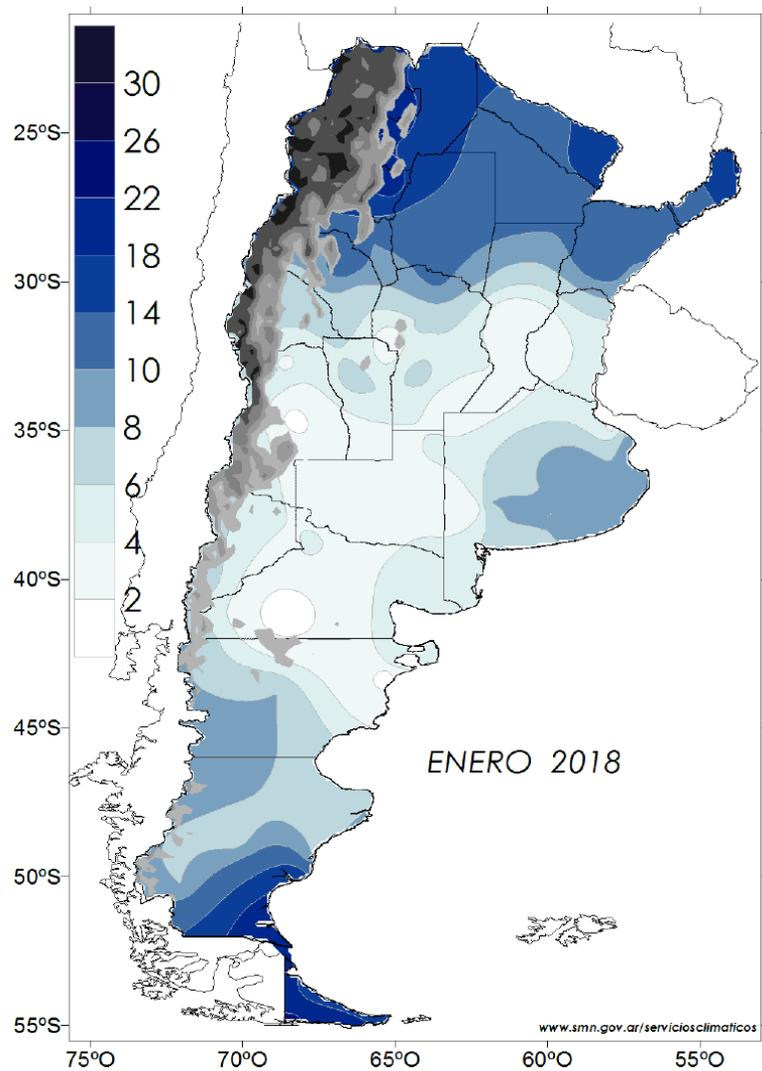 30
26
22
18
14
10
8
6
4
2
25ºS
30ºS
35ºS
40ºS
45ºS
50ºS
55ºS
ENERO 2018
www.smn.gov.ar/serviciosclimaticos
75ºO 70ºO 65ºO 60ºO 55ºO